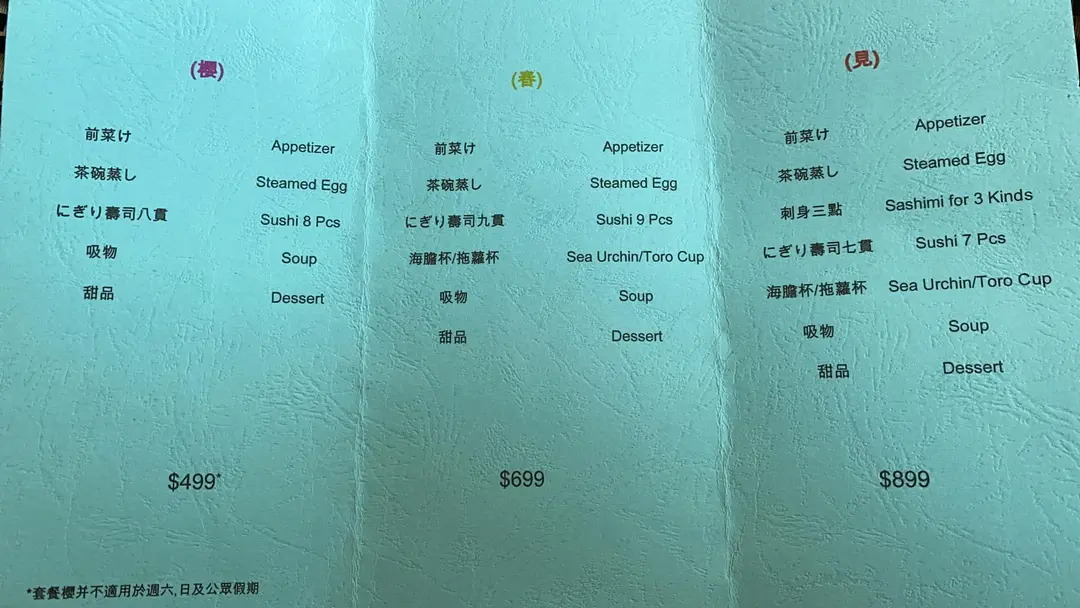 (櫻)
前菜け Appetizer
茶碗蒸し Steamed Egg
にぎり壽司八貫 Sushi 8 Pcs
吸物 Soup
甜品 Dessert
$499*
*套餐櫻并不適用於週六,日及公眾假期
(春)
前菜け Appetizer
茶碗蒸し Steamed Egg
にぎり壽司九貫 Sushi 9 Pcs
海膽杯/拖蘿杯 Sea Urchin/Toro Cup
吸物 Soup
甜品 Dessert
$699
(見)
前菜け Appetizer
茶碗蒸し Steamed Egg
刺身三點 Sashimi for 3 Kinds
にぎり壽司七貫 Sushi 7 Pcs
海膽杯/拖蘿杯 Sea Urchin/Toro Cup
吸物 Soup
甜品 Dessert
$899